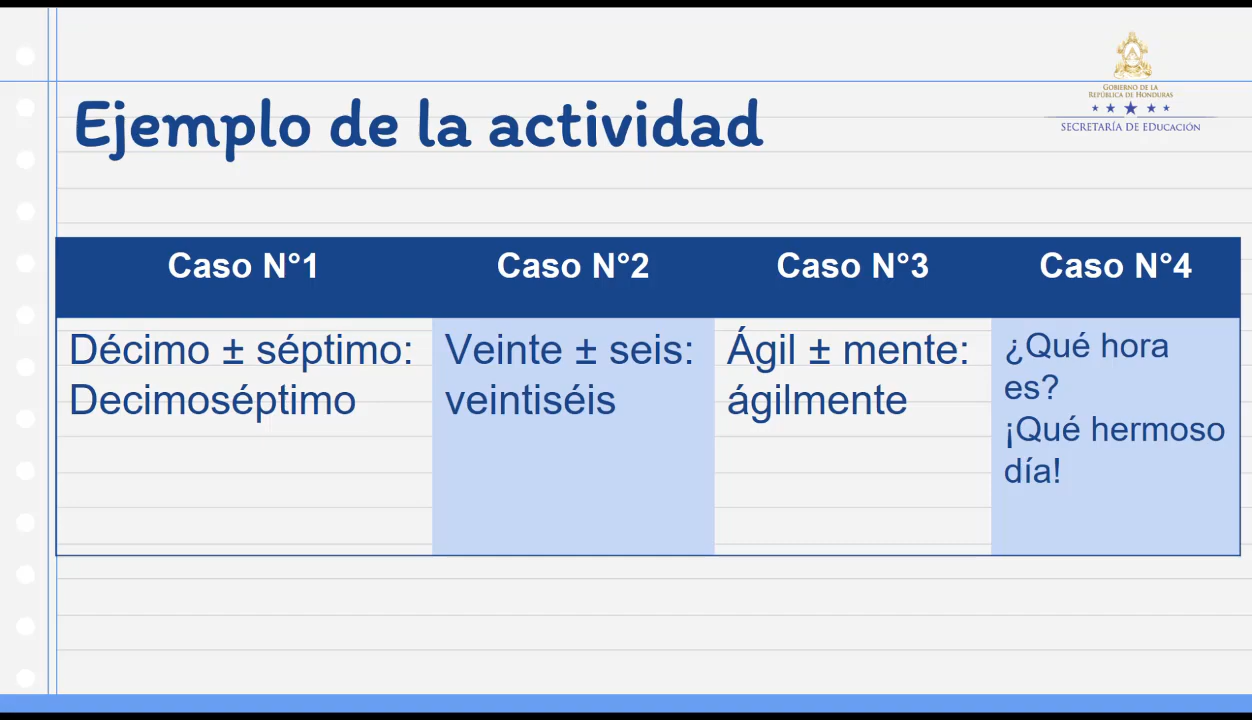 GOBIERNO DE LA
REPÚBLICA DE HONDURAS
SECRETARÍA DE EDUCACIÓN
Ejemplo de la actividad
Caso N°1
Caso N°2
Caso N°3
Caso N°4
Décimo ± séptimo:
Decimoséptimo
Veinte ± seis:
veintiséis
Ágil ± mente:
ágilmente
¿Qué hora
es?
¡Qué hermoso
día!